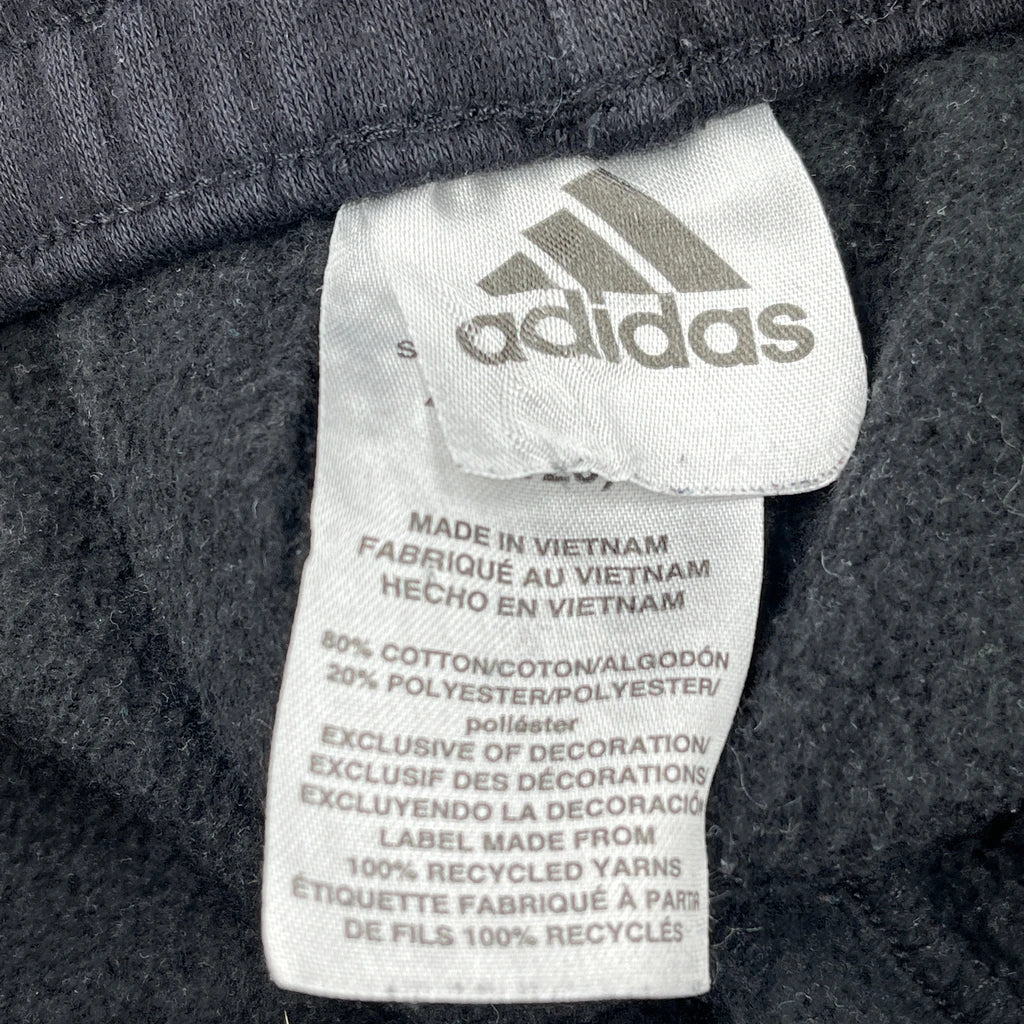 adidas
MADE IN VIETNAM
FABRIQUÉ AU VIETNAM
HECHO EN VIETNAM
80% COTTON/COTON/ALGODÓN
20% POLYESTER/POLYESTER/
poliéster
EXCLUSIVE OF DECORATION/
EXCLUSIF DES DÉCORATIONS/
EXCLUYENDO LA DECORACIÓN
LABEL MADE FROM
100% RECYCLED YARNS
ÉTIQUETTE FABRIQUÉ À PARTIR
DE FILS 100% RECYCLÉS